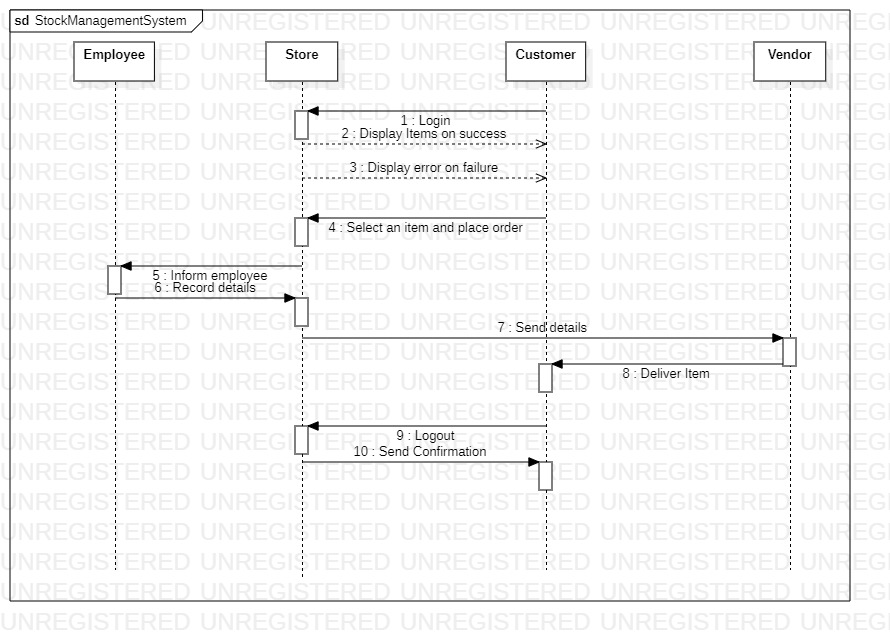 sd StockManagementSystem
Employee
Store
Customer
Vendor
1 : Login
2 : Display Items on success
3 : Display error on failure
4 : Select an item and place order
5 : Inform employee
6 : Record details
7 : Send details
8 : Deliver Item
9 : Logout
10 : Send Confirmation
UNREGISTERED UNREGISTERED UNREGISTERED UNREGISTERED UNREGISTERED